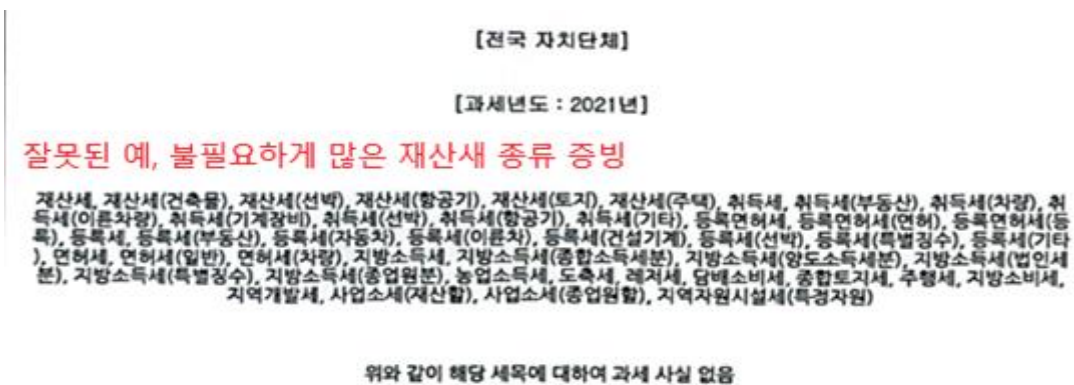 [전국 자치단체]
[과세년도 : 2021년]
잘못된 예, 불필요하게 많은 재산새 종류 증빙
재산세, 재산세(건축물), 재산세(선박), 재산세(항공기), 재산세(토지), 재산세(주택), 취득세, 취득세(부동산), 취득세(차량), 취
득세(이륜차량), 취득세(기계장비), 취득세(선박), 취득세(항공기), 취득세(기타), 등록면허세, 등록면허세(면허), 등록면허세(등
록), 등록세, 등록세(부동산), 등록세(자동차), 등록세(이륜차), 등록세(건설기계), 등록세(선박), 등록세(특별징수), 등록세(기타
), 면허세, 면허세(일반), 면허세(차량), 지방소득세, 지방소득세(종합소득세분), 지방소득세(양도소득세분), 지방소득세(법인세
분), 지방소득세(특별징수), 지방소득세(종업원분), 농업소득세, 도축세, 레저세, 담배소비세, 종합토지세, 주행세, 지방소비세,
지역개발세, 사업소세(재산할), 사업소세(종업원할), 지역자원시설세(특정자원)
위와 같이 해당 세목에 대하여 과세 사실 없음